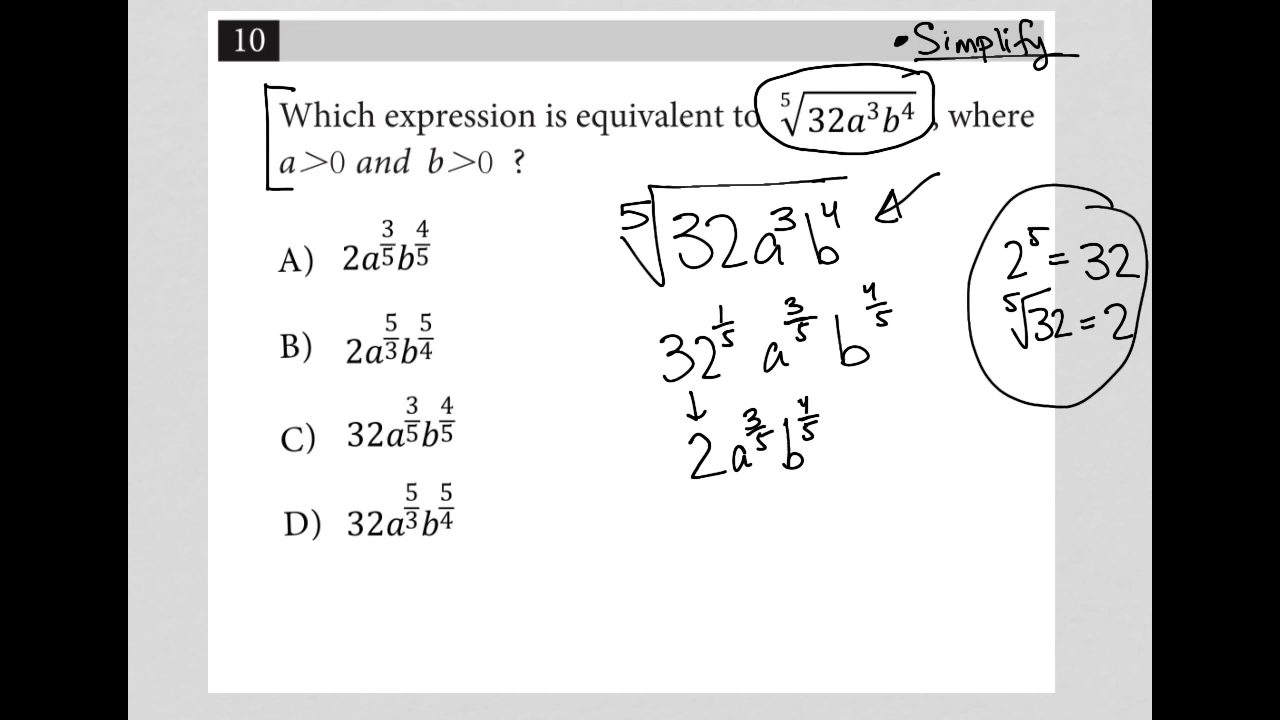 10
• Simplify
Which expression is equivalent to ⁵√(32a³b⁴), where
a>0 and b>0 ?
A) 2a^(3/5)b^(4/5)
B) 2a^(5/3)b^(5/4)
C) 32a^(3/5)b^(4/5)
D) 32a^(5/3)b^(5/4)
⁵√(32a³b⁴)
32^(1/5) a^(3/5) b^(4/5)
↓
2a^(3/5)b^(4/5)
2⁵ = 32
⁵√32 = 2